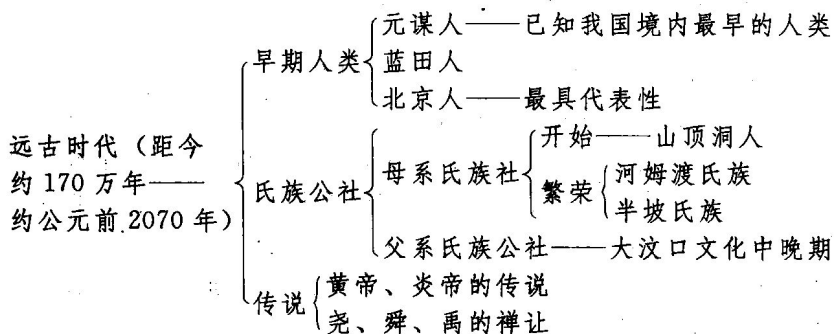 元谋人——已知我国境内最早的人类
早期人类
蓝田人
北京人——最具代表性
远古时代（距今
约170万年——
约公元前2070年）
开始——山顶洞人
母系氏族社
繁荣
河姆渡氏族
半坡氏族
氏族公社
父系氏族公社——大汶口文化中晚期
传说
黄帝、炎帝的传说
尧、舜、禹的禅让